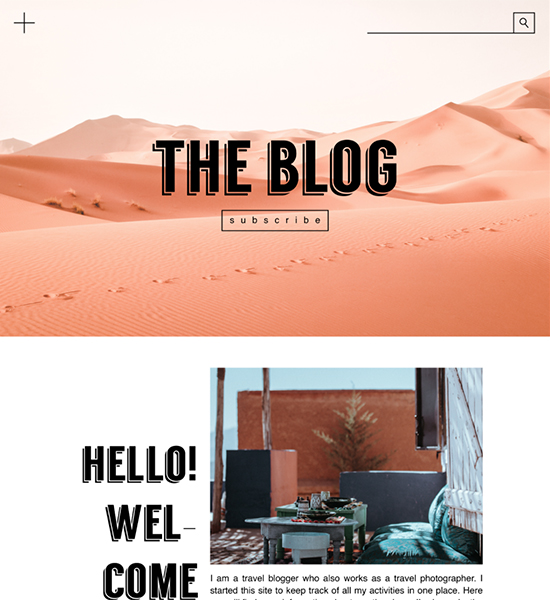 THE BLOG
subscribe
HELLO!
WEL-
COME
I am a travel blogger who also works as a travel photographer. I
started this site to keep track of all my activities in one place. Here